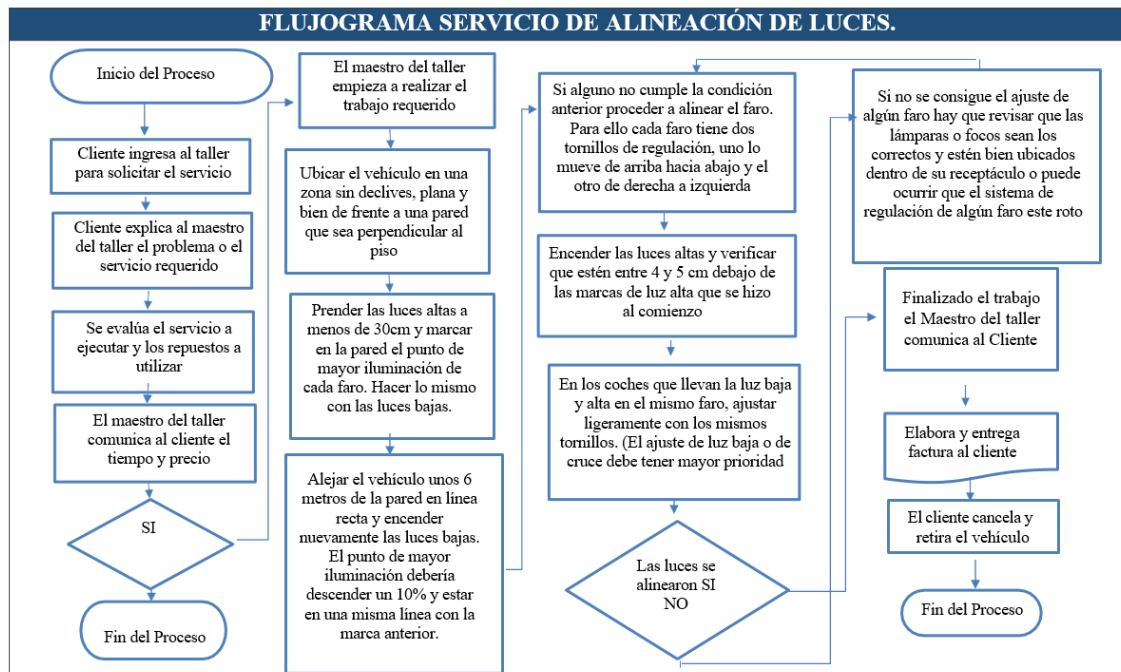 FLUJOGRAMA SERVICIO DE ALINEACIÓN DE LUCES.
Inicio del Proceso
Cliente ingresa al taller
para solicitar el servicio
Cliente explica al maestro
del taller el problema o el
servicio requerido
Se evalúa el servicio a
ejecutar y los repuestos a
utilizar
El maestro del taller
comunica al cliente el
tiempo y precio
SI
Fin del Proceso
El maestro del taller
empieza a realizar el
trabajo requerido
Ubicar el vehículo en una
zona sin declives, plana y
bien de frente a una pared
que sea perpendicular al
piso
Prender las luces altas a
menos de 30cm y marcar
en la pared el punto de
mayor iluminación de
cada faro. Hacer lo mismo
con las luces bajas.
Alejar el vehículo unos 6
metros de la pared en línea
recta y encender
nuevamente las luces bajas.
El punto de mayor
iluminación debería
descender un 10% y estar
en una misma línea con la
marca anterior.
Si alguno no cumple la condición
anterior proceder a alinear el faro.
Para ello cada faro tiene dos
tornillos de regulación, uno lo
mueve de arriba hacia abajo y el
otro de derecha a izquierda
Encender las luces altas y verificar
que estén entre 4 y 5 cm debajo de
las marcas de luz alta que se hizo
al comienzo
En los coches que llevan la luz baja
y alta en el mismo faro, ajustar
ligeramente con los mismos
tornillos. (El ajuste de luz baja o de
cruce debe tener mayor prioridad
Las luces se
alinearon SI
NO
Si no se consigue el ajuste de
algún faro hay que revisar que las
lámparas o focos sean los
correctos y estén bien ubicados
dentro de su receptáculo o puede
ocurrir que el sistema de
regulación de algún faro este roto
Finalizado el trabajo
el Maestro del taller
comunica al Cliente
Elabora y entrega
factura al cliente
El cliente cancela y
retira el vehículo
Fin del Proceso